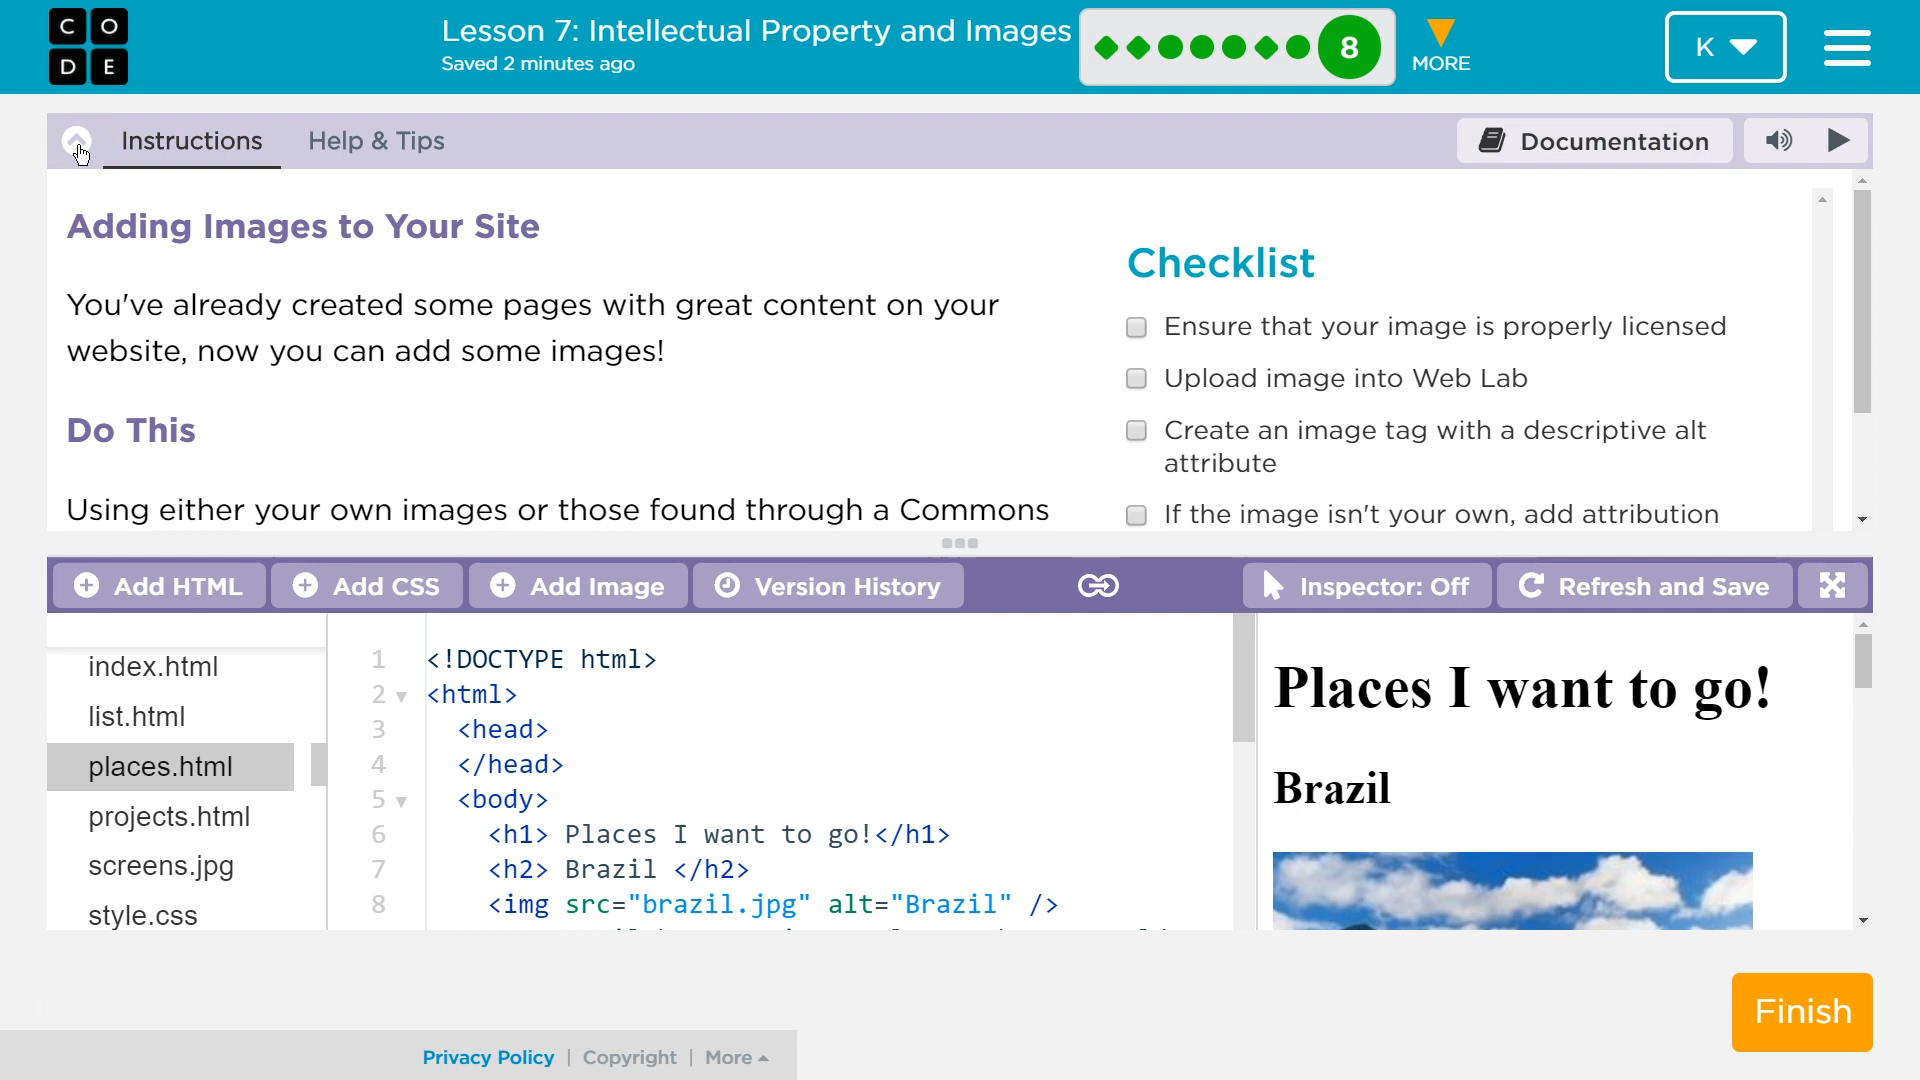 CODE
Lesson 7: Intellectual Property and Images
Saved 2 minutes ago
8
MORE
K
Instructions
Help & Tips
Documentation
Adding Images to Your Site
You've already created some pages with great content on your
website, now you can add some images!
Do This
Using either your own images or those found through a Commons
Checklist
Ensure that your image is properly licensed
Upload image into Web Lab
Create an image tag with a descriptive alt
attribute
If the image isn't your own, add attribution
Add HTML
Add CSS
Add Image
Version History
Inspector: Off
Refresh and Save
index.html
list.html
places.html
projects.html
screens.jpg
style.css
1 <!DOCTYPE html>
2 <html>
3 <head>
4 </head>
5 <body>
6 <h1> Places I want to go!</h1>
7 <h2> Brazil </h2>
8 <img src="brazil.jpg" alt="Brazil" />
Places I want to go!
Brazil
Finish
Privacy Policy | Copyright | More